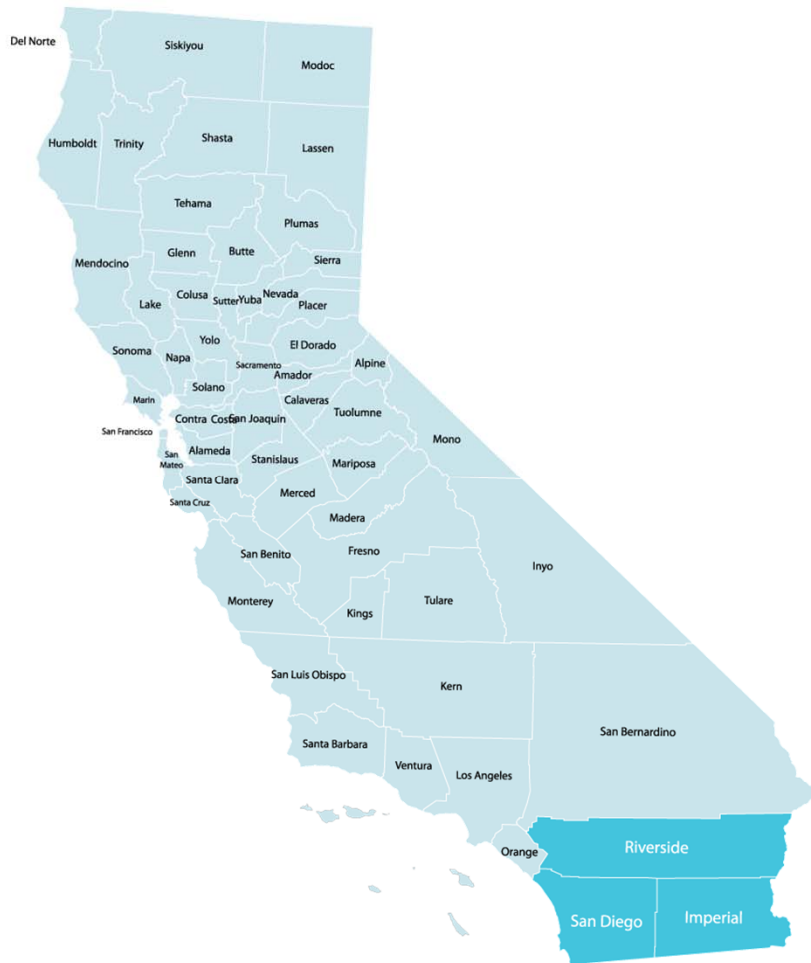 Del Norte
Siskiyou
Modoc
Humboldt
Trinity
Shasta
Lassen
Tehama
Plumas
Mendocino
Glenn
Butte
Sierra
Lake
Colusa
Sutter
Yuba
Nevada
Placer
Sonoma
Napa
Yolo
El Dorado
Sacramento
Alpine
Amador
Solano
Marin
Calaveras
Tuolumne
Contra Costa
San Joaquin
San Francisco
Mono
Alameda
San
Mateo
Stanislaus
Mariposa
Santa Clara
Merced
Santa Cruz
Madera
San Benito
Fresno
Inyo
Monterey
Kings
Tulare
San Luis Obispo
Kern
San Bernardino
Santa Barbara
Ventura
Los Angeles
Orange
Riverside
San Diego
Imperial